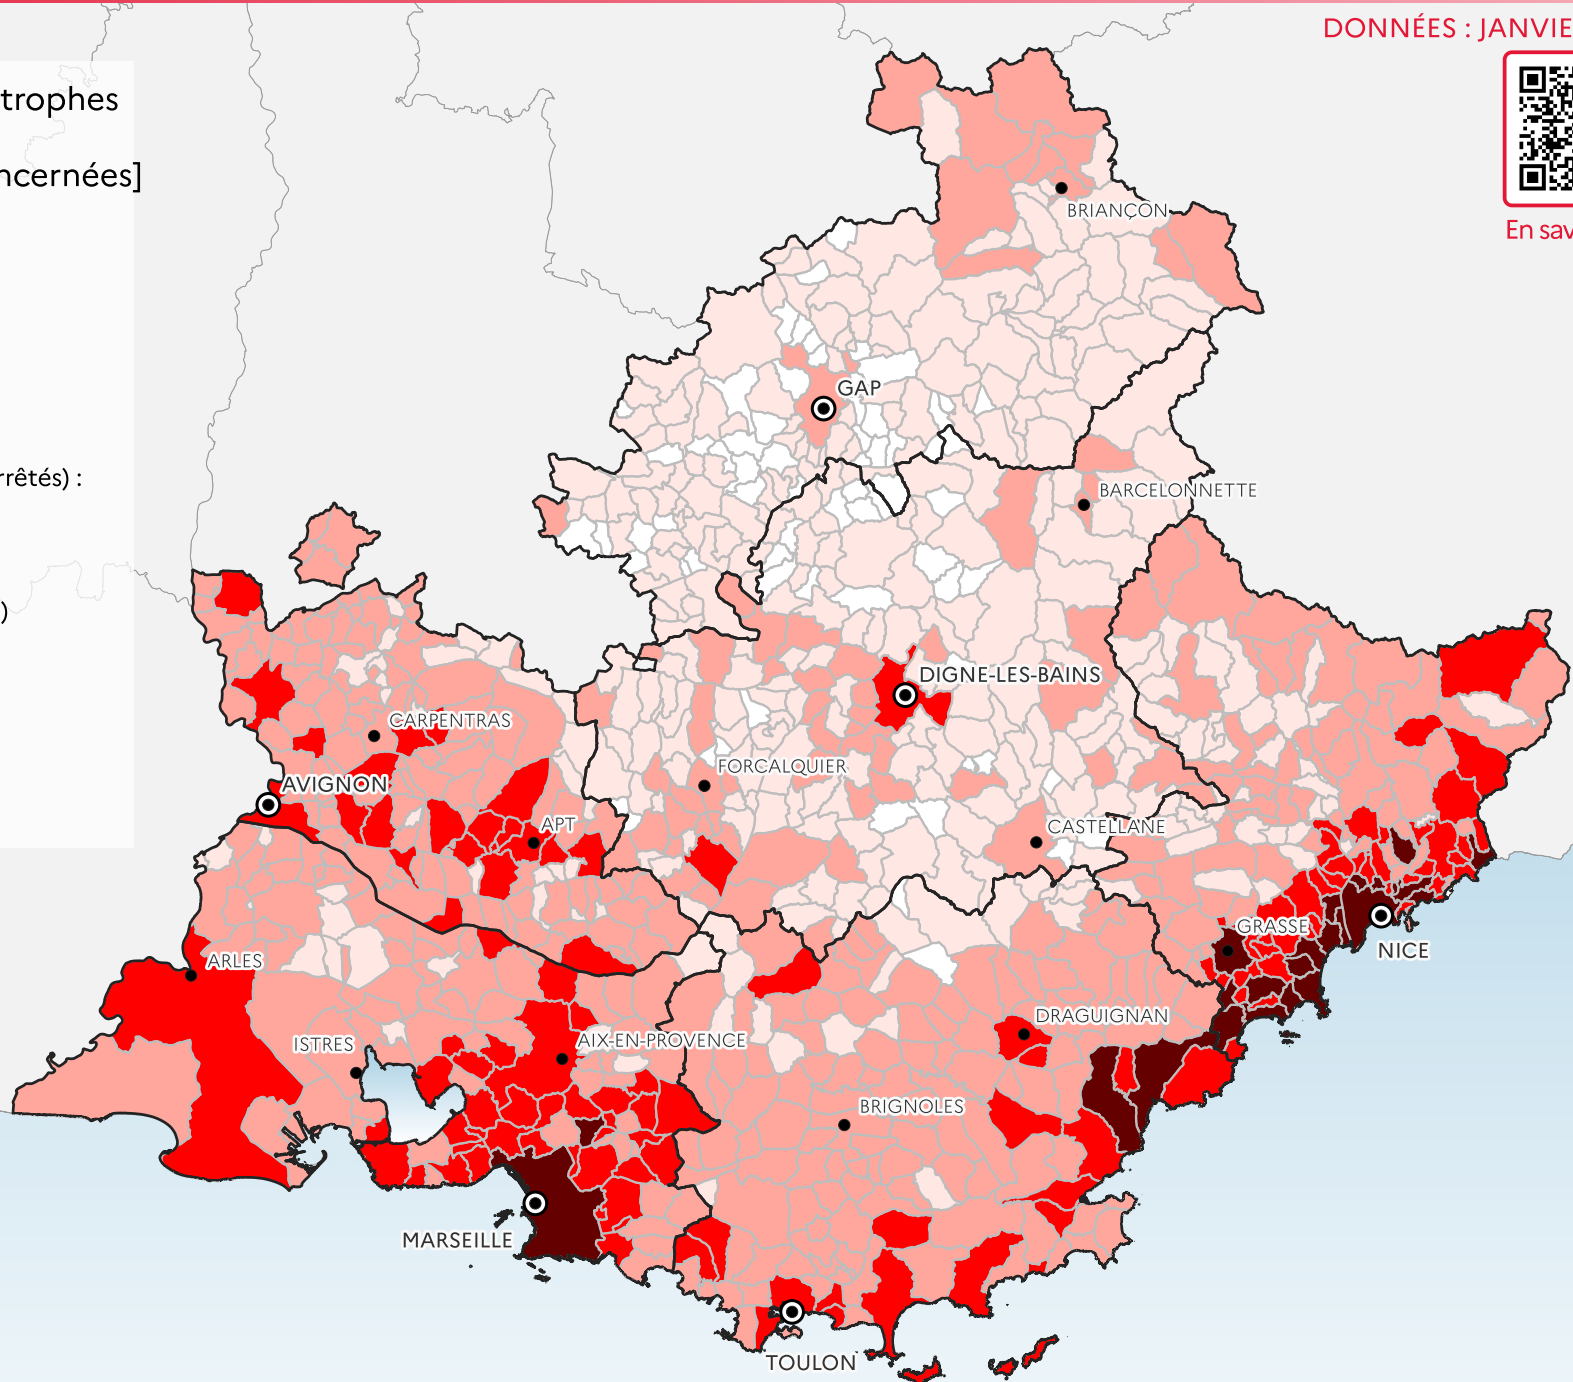 DONNÉES : JANVIE
trophes
ncernées]
En sav
BRIANÇON
GAP
rrêtés) :
BARCELONNETTE
)
DIGNE-LES-BAINS
CARPENTRAS
FORCALQUIER
AVIGNON
APT
CASTELLANE
GRASSE
NICE
ARLES
DRAGUIGNAN
ISTRES
AIX-EN-PROVENCE
BRIGNOLES
MARSEILLE
TOULON